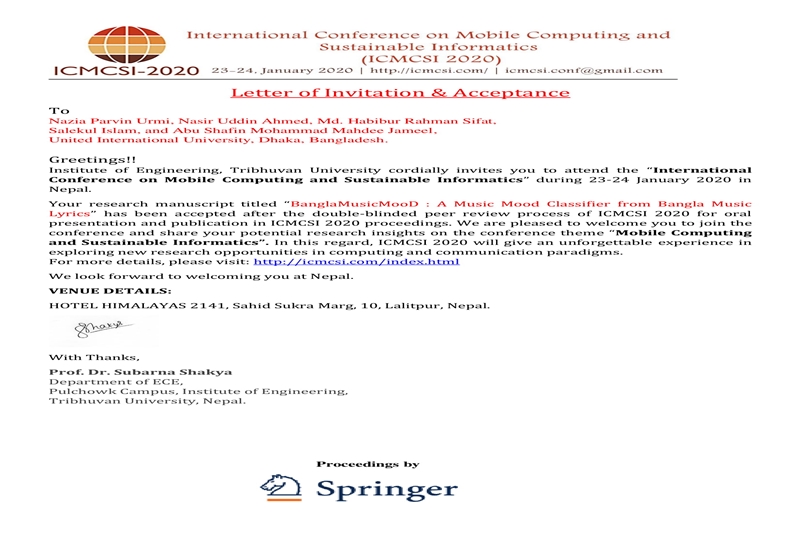 International Conference on Mobile Computing and
Sustainable Informatics
(ICMCSI 2020)
ICMCSI-2020
23-24, January 2020 | http://icmcsi.com/ | icmcsi.conf@gmail.com
Letter of Invitation & Acceptance
To
Nazia Parvin Urmi, Nasir Uddin Ahmed, Md. Habibur Rahman Sifat,
Salekul Islam, and Abu Shafin Mohammad Mahdee Jameel,
United International University, Dhaka, Bangladesh.
Greetings!!
Institute of Engineering, Tribhuvan University cordially invites you to attend the “International
Conference on Mobile Computing and Sustainable Informatics” during 23-24 January 2020 in
Nepal.
Your research manuscript titled “BanglaMusicMooD : A Music Mood Classifier from Bangla Music
Lyrics” has been accepted after the double-blinded peer review process of ICMCSI 2020 for oral
presentation and publication in ICMCSI 2020 proceedings. We are pleased to welcome you to join the
conference and share your potential research insights on the conference theme “Mobile Computing
and Sustainable Informatics”. In this regard, ICMCSI 2020 will give an unforgettable experience in
exploring new research opportunities in computing and communication paradigms.
For more details, please visit: http://icmcsi.com/index.html
We look forward to welcoming you at Nepal.
VENUE DETAILS:
HOTEL HIMALAYAS 2141, Sahid Sukra Marg, 10, Lalitpur, Nepal.
SShakya
With Thanks,
Prof. Dr. Subarna Shakya
Department of ECE,
Pulchowk Campus, Institute of Engineering,
Tribhuvan University, Nepal.
Proceedings by
Springer